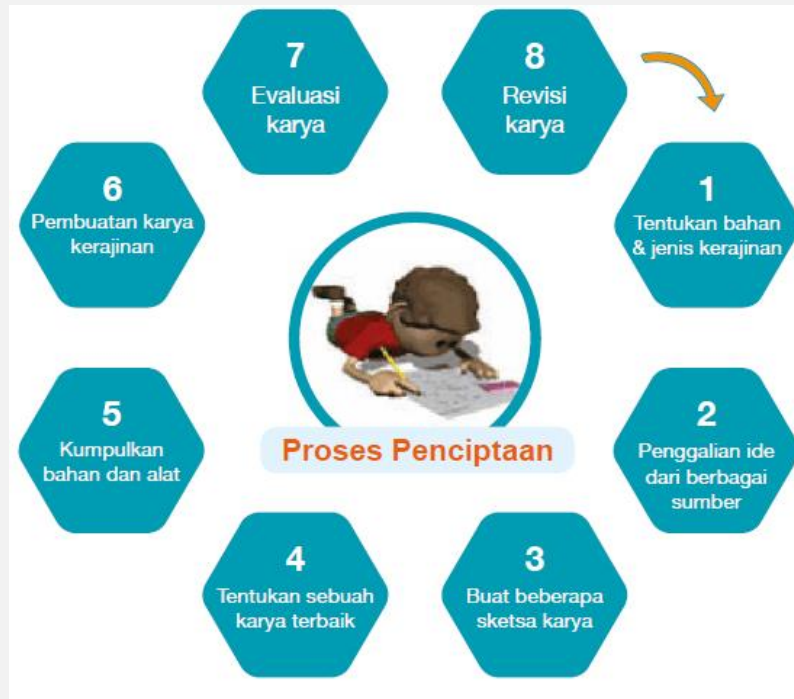 1
Tentukan bahan
& jenis kerajinan
2
Penggalian ide
dari berbagai
sumber
3
Buat beberapa
sketsa karya
4
Tentukan sebuah
karya terbaik
5
Kumpulkan
bahan dan alat
6
Pembuatan karya
kerajinan
7
Evaluasi
karya
8
Revisi
karya
Proses Penciptaan